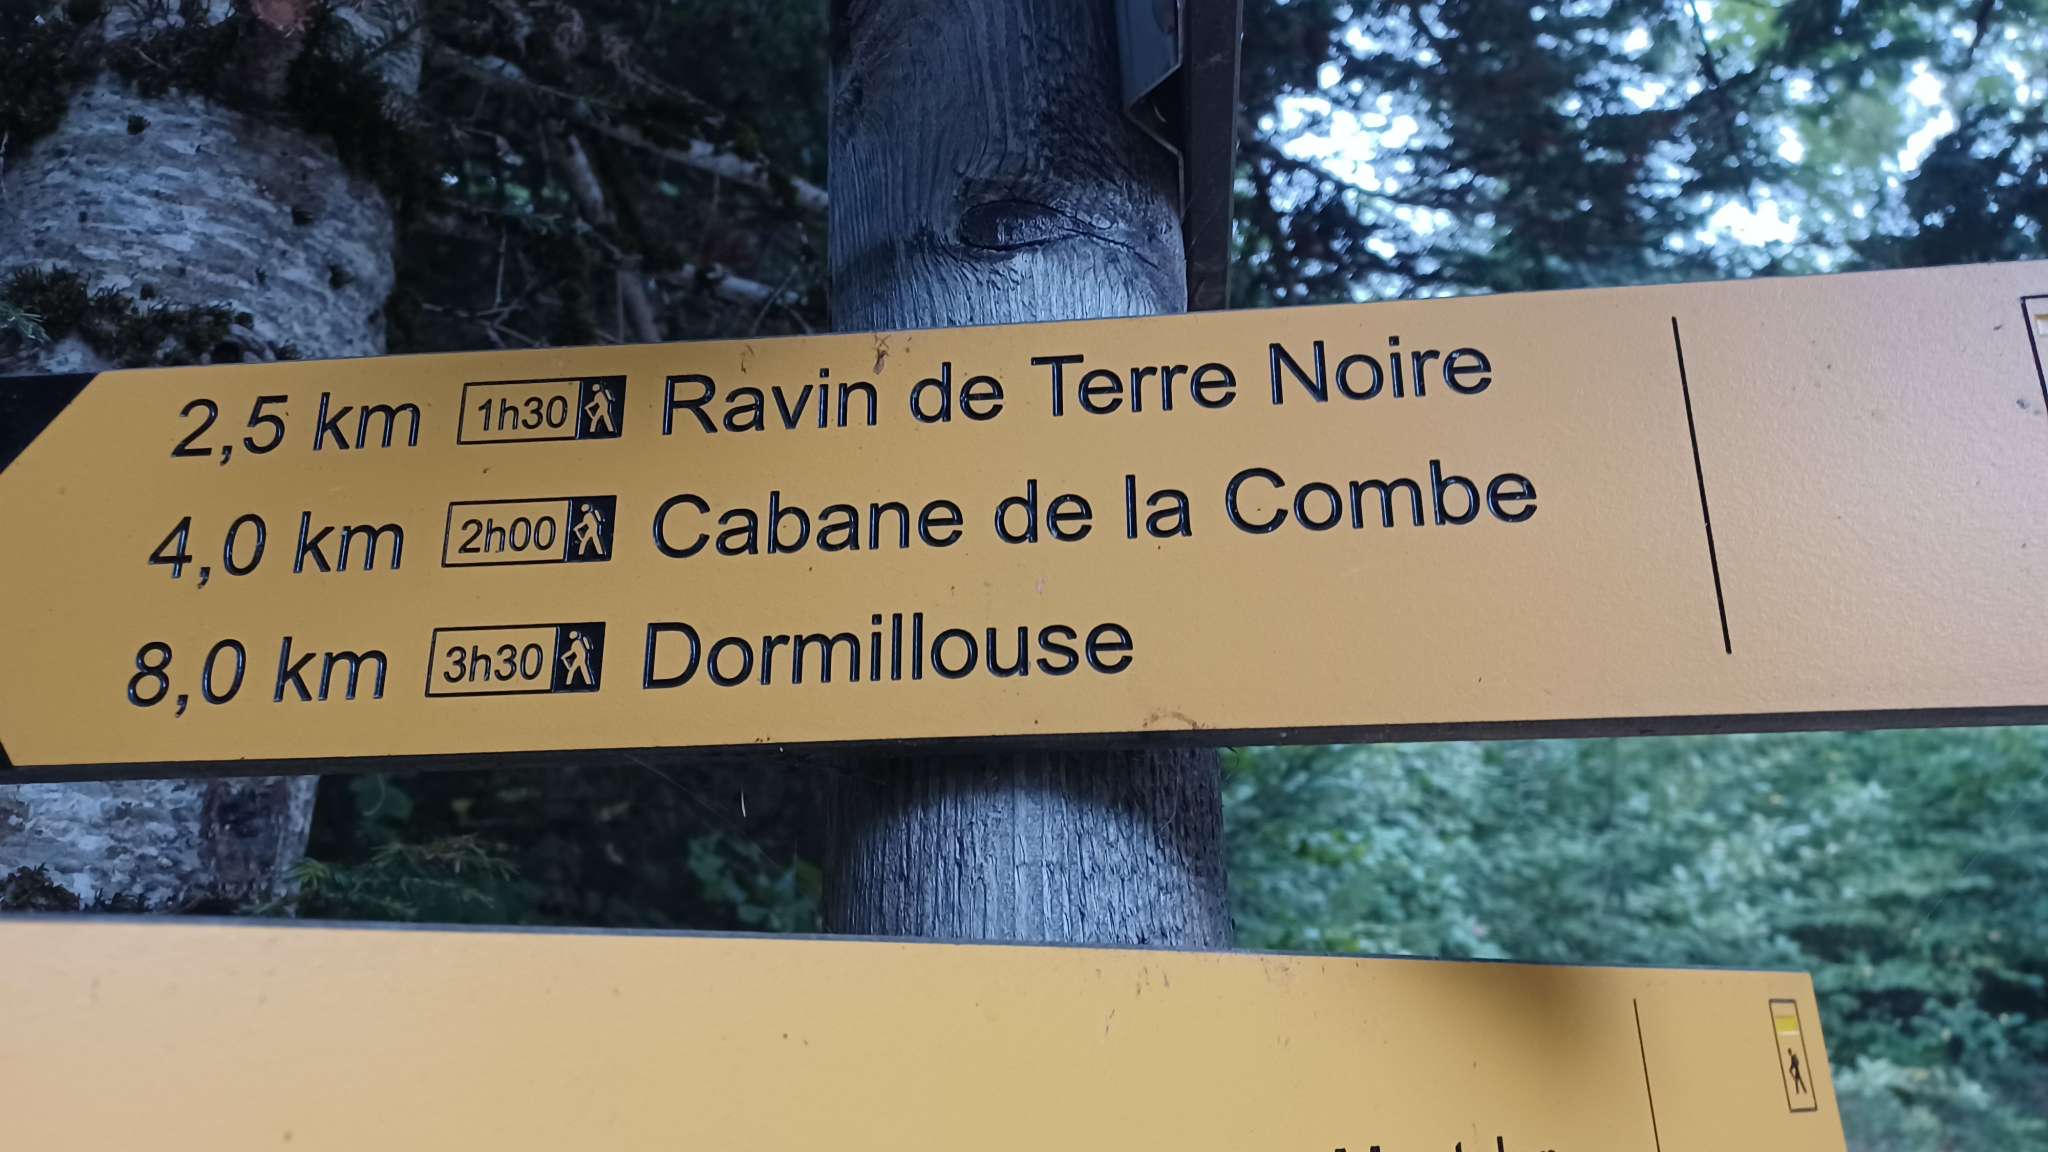 2,5 km 1h30 Ravin de Terre Noire
4,0 km 2h00 Cabane de la Combe
8,0 km 3h30 Dormillouse